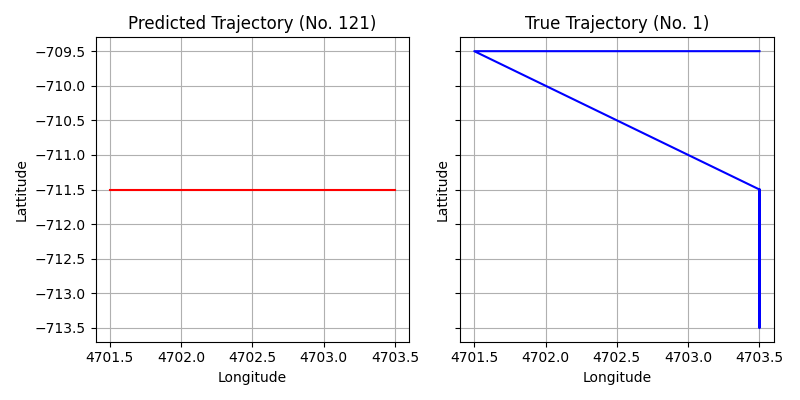 Predicted Trajectory (No. 121)
True Trajectory (No. 1)
Lattitude
−709.5
−710.0
−710.5
−711.0
−711.5
−712.0
−712.5
−713.0
−713.5
4701.5 4702.0 4702.5 4703.0 4703.5
Longitude
Lattitude
4701.5 4702.0 4702.5 4703.0 4703.5
Longitude